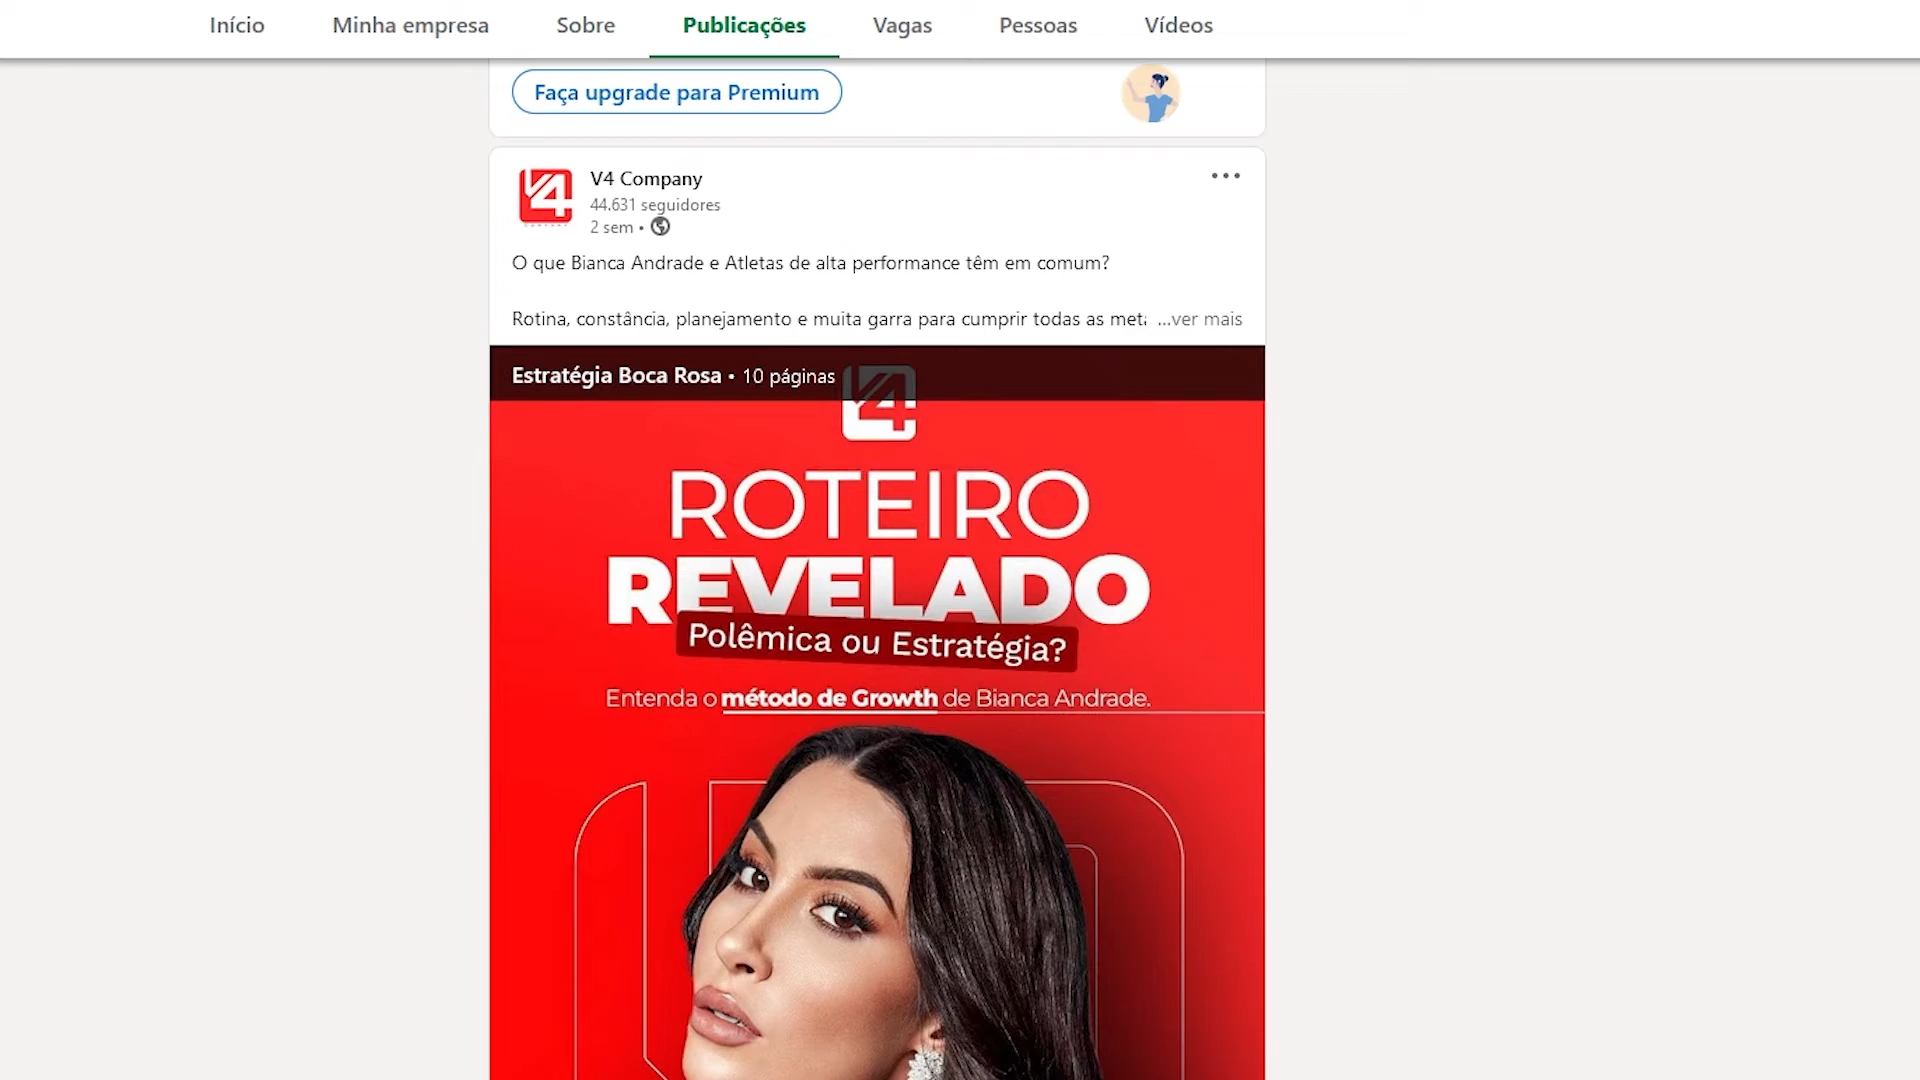 Início Minha empresa Sobre Publicações Vagas Pessoas Vídeos
Faça upgrade para Premium
V4 Company
44.631 seguidores
2 sem •
O que Bianca Andrade e Atletas de alta performance têm em comum?
Rotina, constância, planejamento e muita garra para cumprir todas as ...ver mais
Estratégia Boca Rosa • 10 páginas
V4
ROTEIRO
REVELADO
Polêmica ou Estratégia?
Entenda o método de Growth de Bianca Andrade.